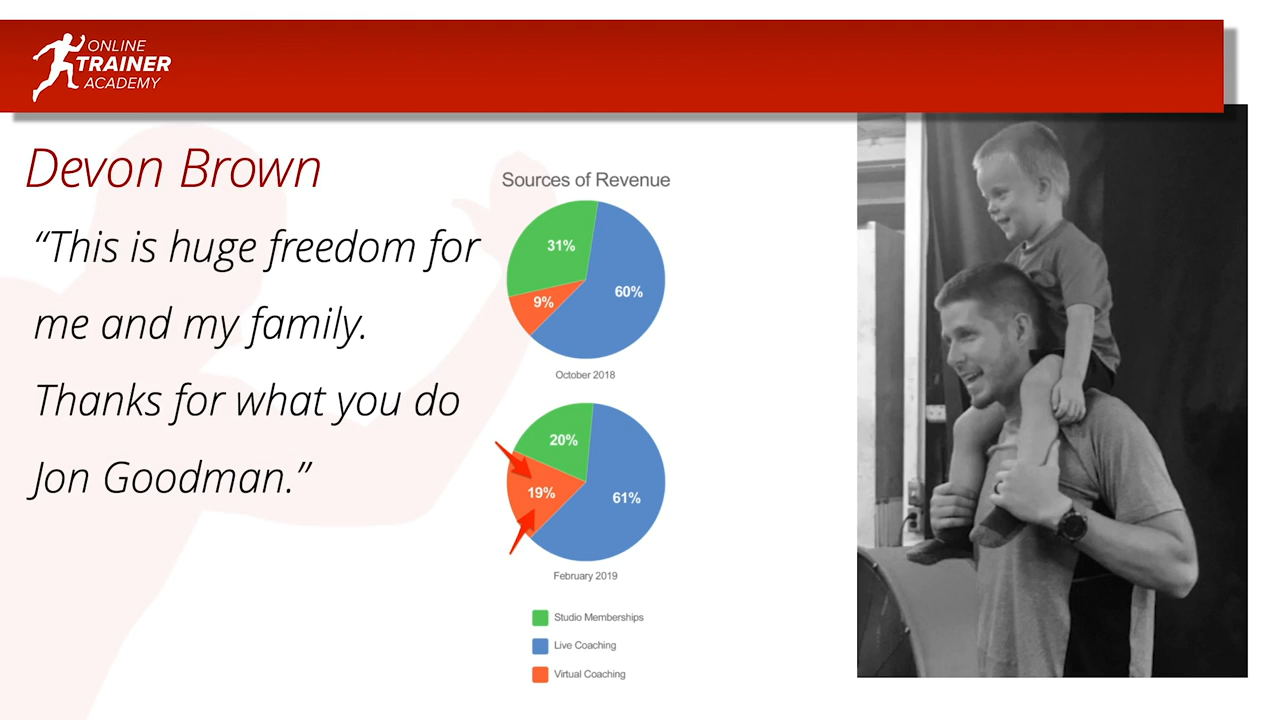 ONLINE
TRAINER
ACADEMY
Devon Brown
“This is huge freedom for
me and my family.
Thanks for what you do
Jon Goodman.”
Sources of Revenue
31%
60%
9%
October 2018
20%
19%
61%
February 2019
Studio Memberships
Live Coaching
Virtual Coaching